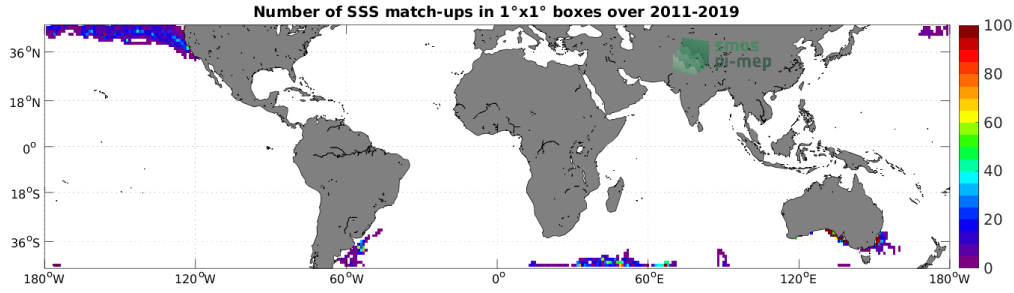 Number of SSS match-ups in 1°x1° boxes over 2011-2019
smos
pi-mep
36°N
18°N
0°
18°S
36°S
180°W
120°W
60°W
0°
60°E
120°E
180°W
100
80
60
40
20
0